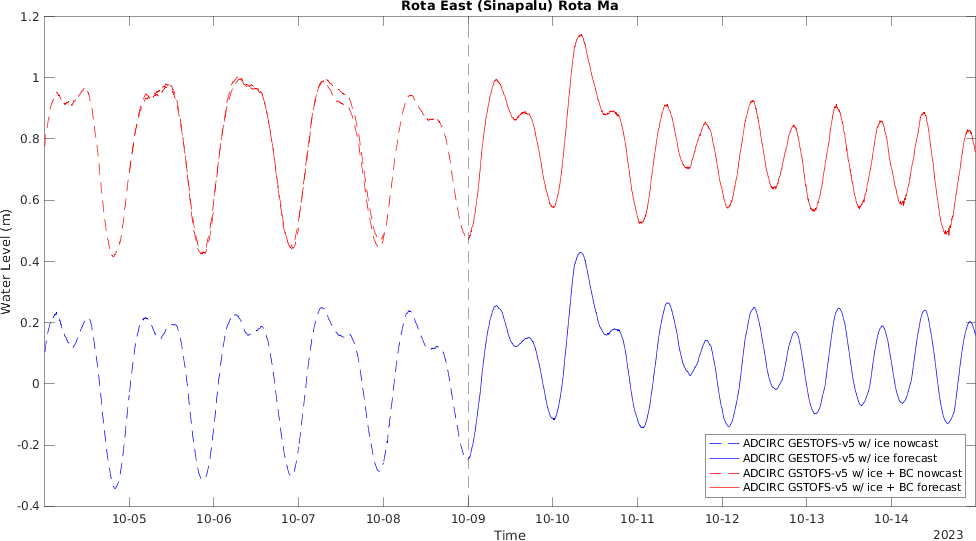 Rota East (Sinapalu) Rota Ma
1.2
1
0.8
0.6
0.4
0.2
0
-0.2
-0.4
Water Level (m)
10-05 10-06 10-07 10-08 10-09 10-10 10-11 10-12 10-13 10-14
Time
2023
ADCIRC GESTOFS-v5 w/ ice nowcast
ADCIRC GESTOFS-v5 w/ ice forecast
ADCIRC GSTOFS-v5 w/ ice + BC nowcast
ADCIRC GSTOFS-v5 w/ ice + BC forecast